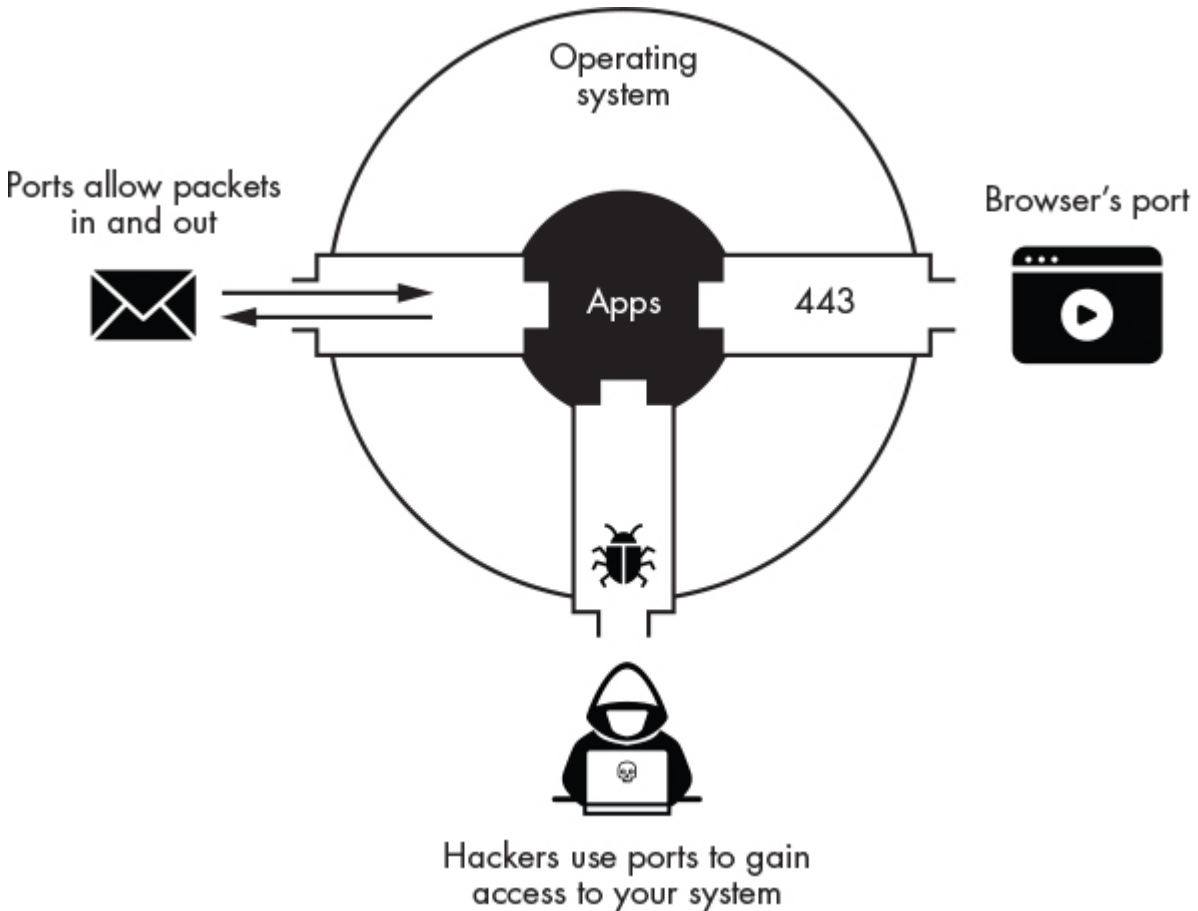 Operating
system
Ports allow packets
in and out
Browser's port
Apps
443
Hackers use ports to gain
access to your system